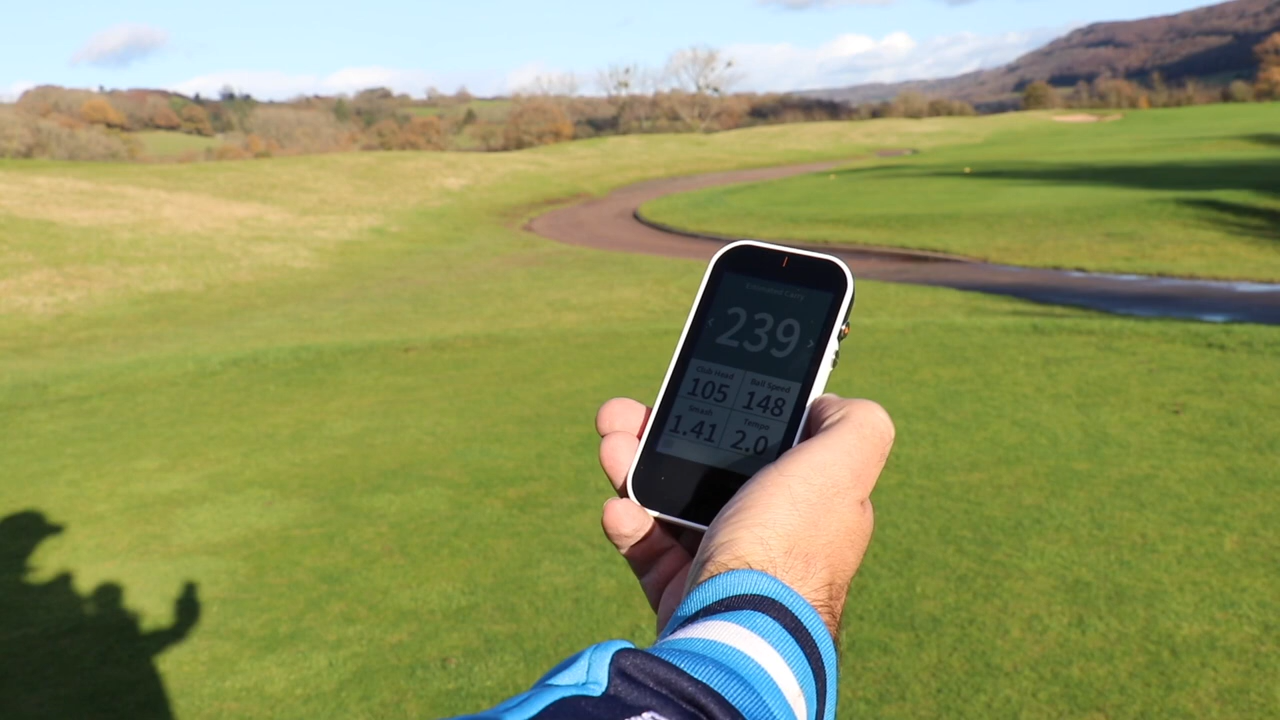 Estimated Carry
< 239 >
Club Head Ball Speed
105 148
Smash Tempo
1.41 2.0